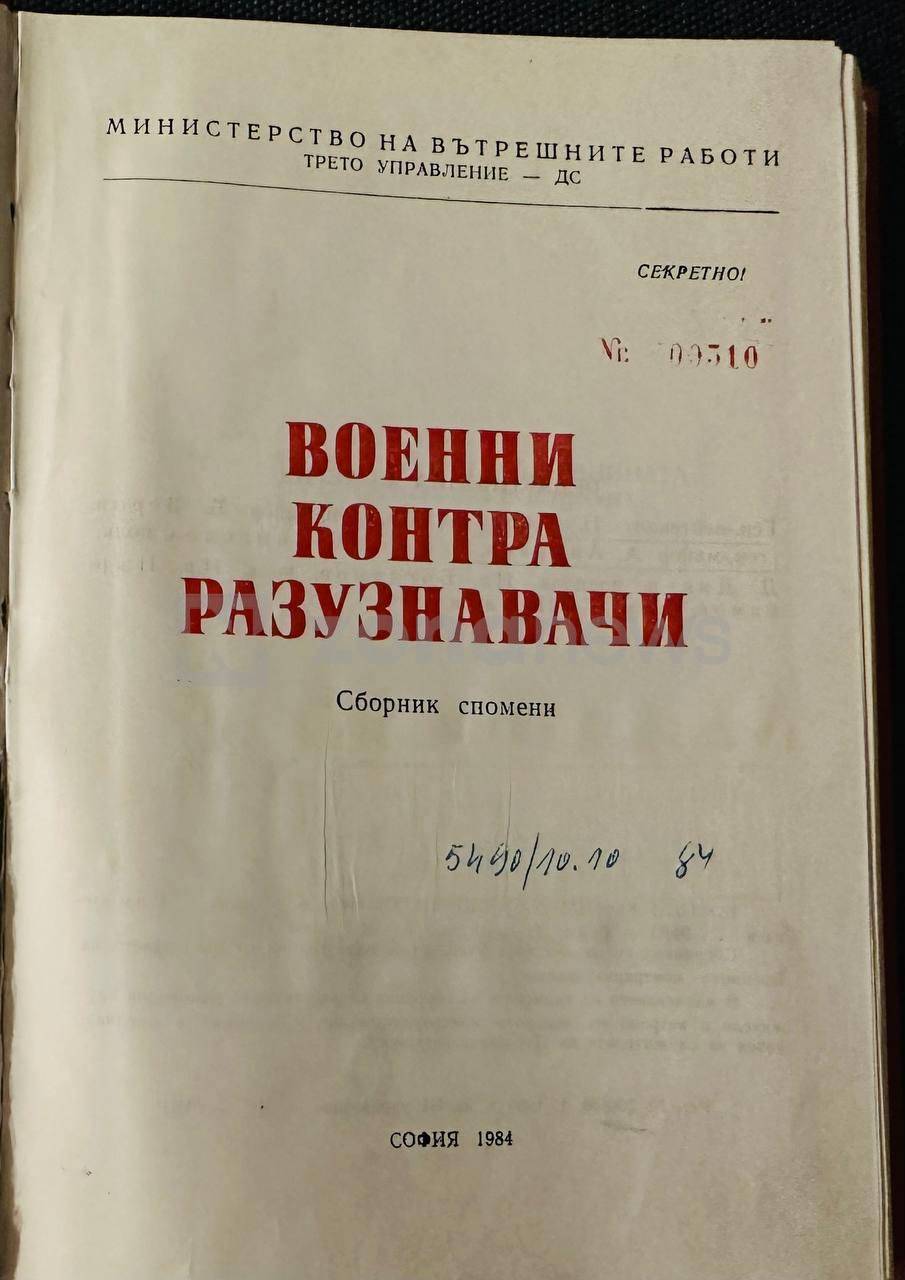 МИНИСТЕРСТВО НА ВЪТРЕШНИТЕ РАБОТИ
ТРЕТО УПРАВЛЕНИЕ — ДС
СЕКРЕТНО!
№ 00510
ВОЕННИ
КОНТРА
РАЗУЗНАВАЧИ
Сборник спомени
5490/10.10 84
СОФИЯ 1984